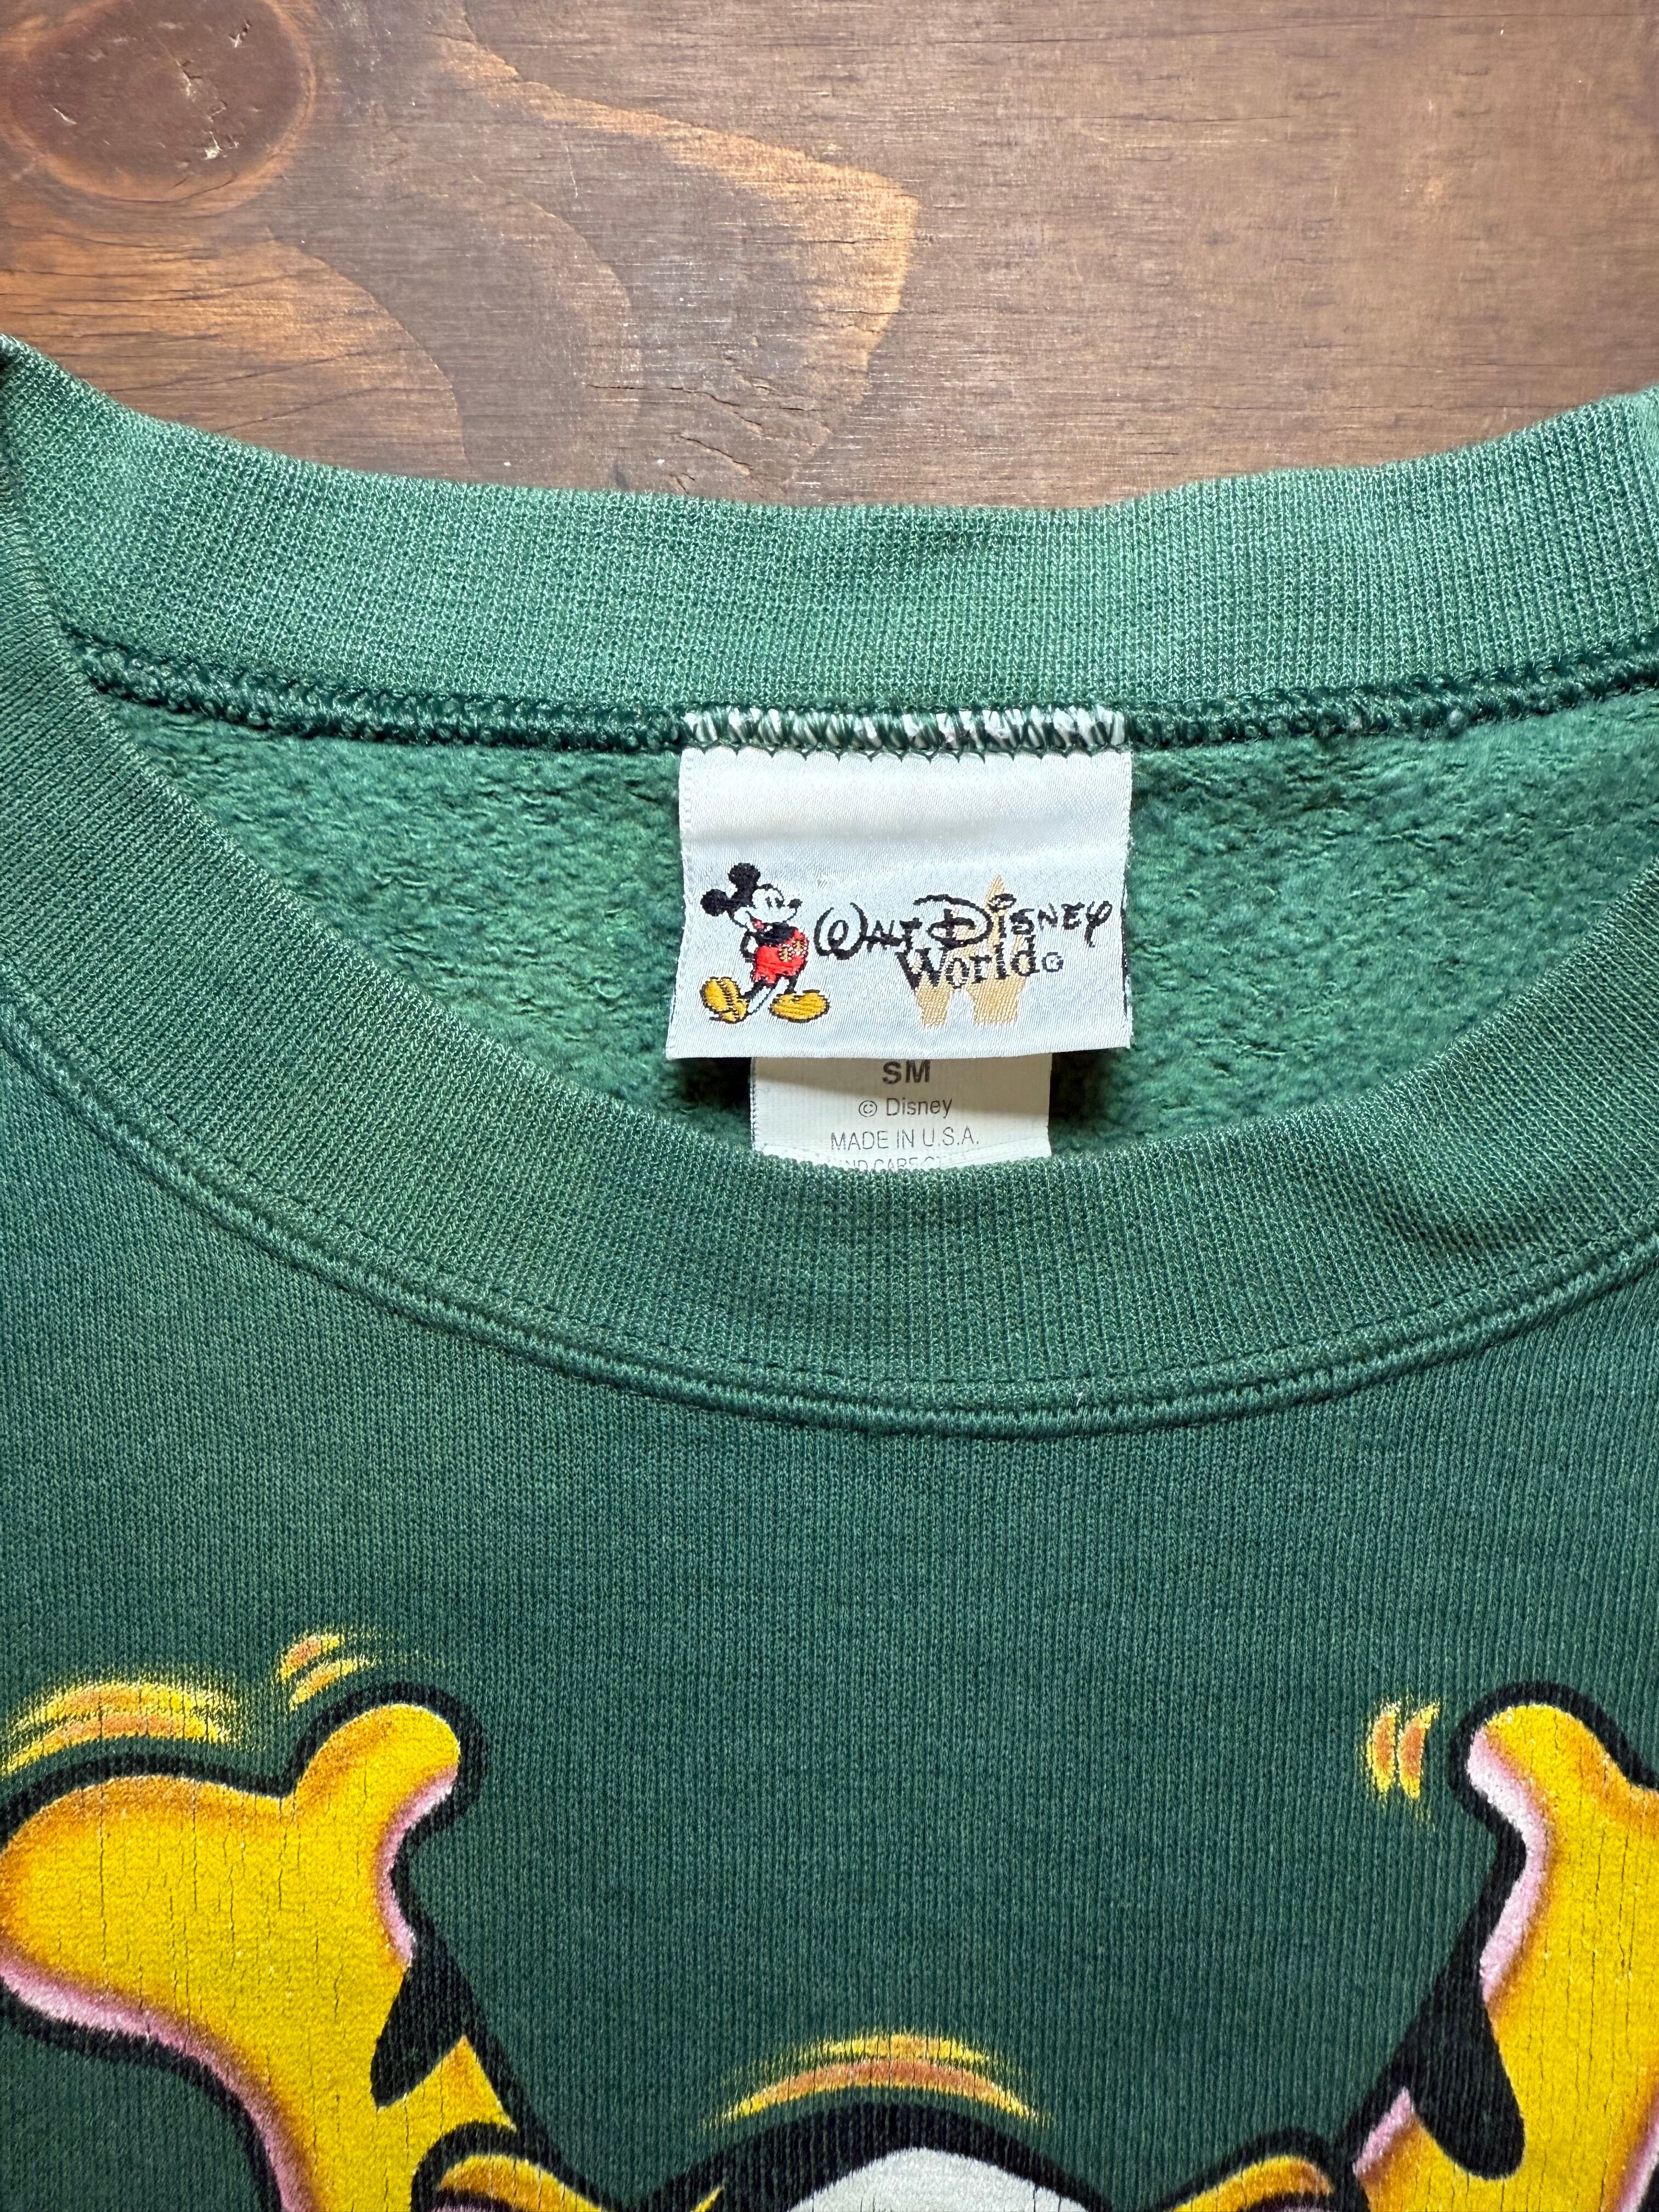 Walt Disney
World®
SM
© Disney
MADE IN U.S.A.